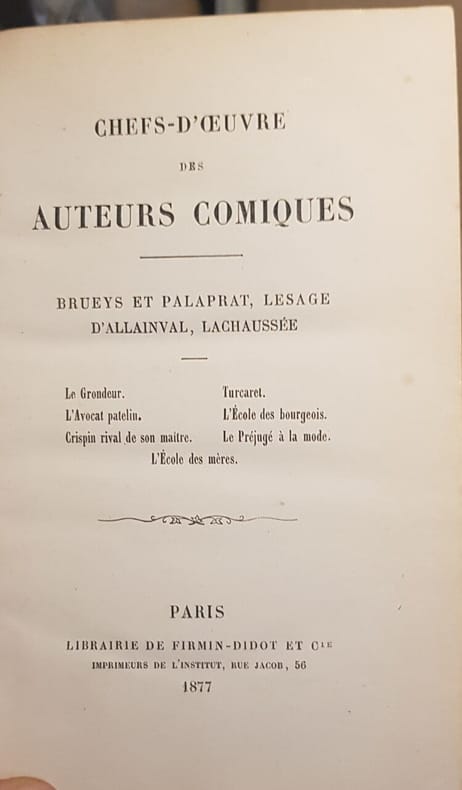 CHEFS-D'ŒUVRE
DES
AUTEURS COMIQUES
BRUEYS ET PALAPRAT, LESAGE
D'ALLAINVAL, LACHAUSSÉE
Le Grondeur. Turcaret.
L'Avocat patelin. L'École des bourgeois.
Crispin rival de son maître. Le Préjugé à la mode.
L'École des mères.
PARIS
LIBRAIRIE DE FIRMIN-DIDOT ET CIE
IMPRIMEURS DE L'INSTITUT, RUE JACOB, 56
1877